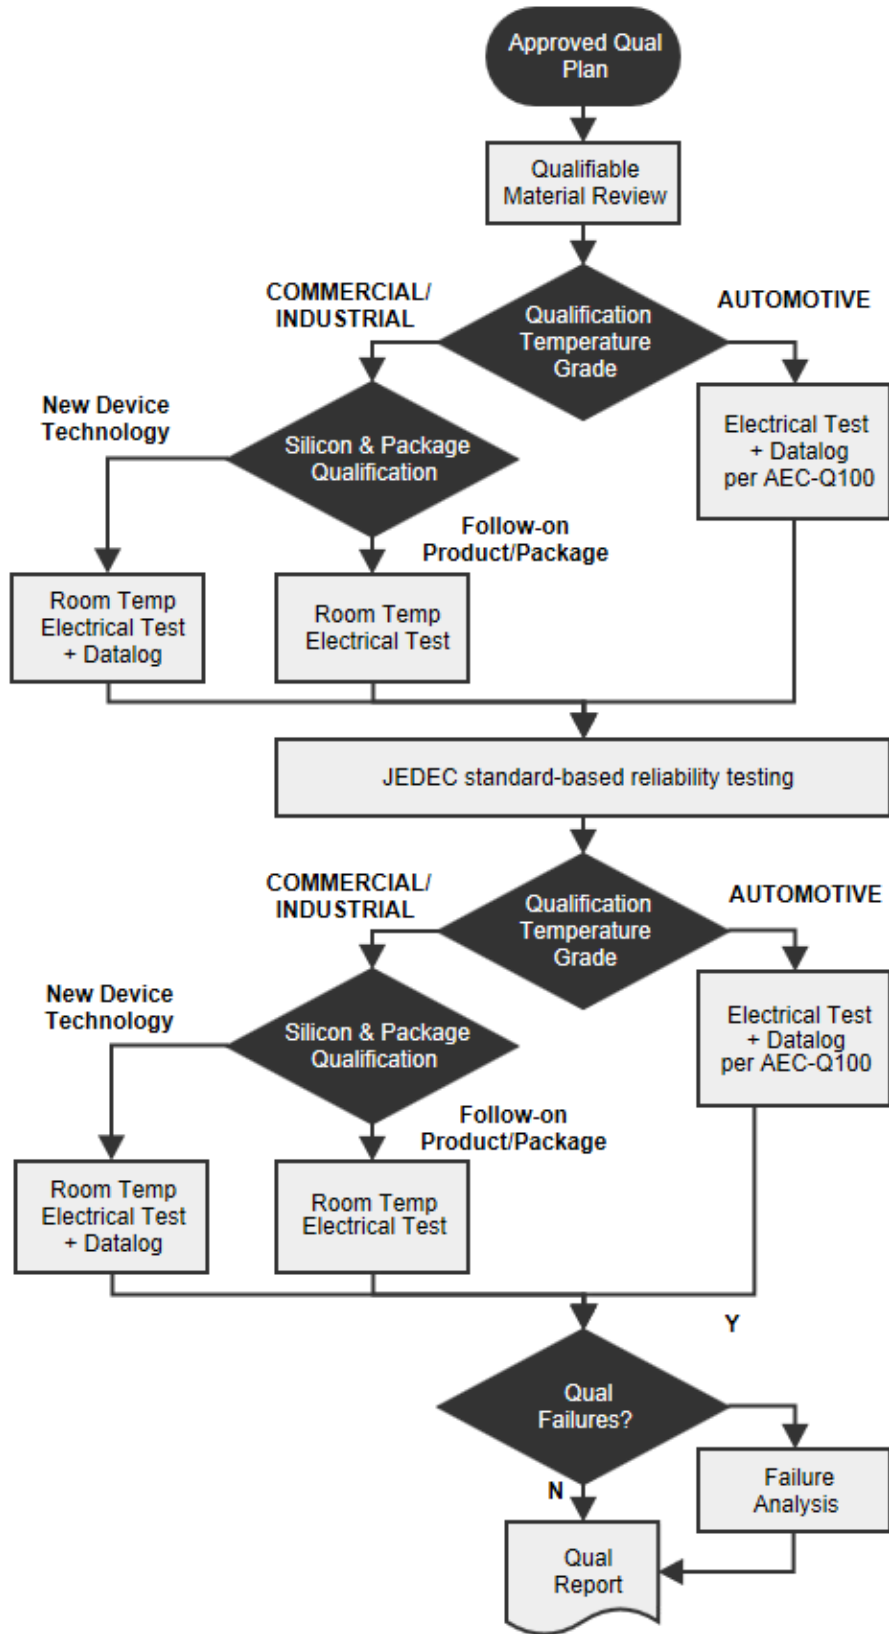 Approved Qual
Plan
Qualifiable
Material Review
COMMERCIAL/
INDUSTRIAL
Qualification
Temperature
Grade
AUTOMOTIVE
New Device
Technology
Silicon & Package
Qualification
Electrical Test
+ Datalog
per AEC-Q100
Follow-on
Product/Package
Room Temp
Electrical Test
+ Datalog
Room Temp
Electrical Test
JEDEC standard-based reliability testing
COMMERCIAL/
INDUSTRIAL
Qualification
Temperature
Grade
AUTOMOTIVE
New Device
Technology
Silicon & Package
Qualification
Electrical Test
+ Datalog
per AEC-Q100
Follow-on
Product/Package
Room Temp
Electrical Test
+ Datalog
Room Temp
Electrical Test
Y
Qual
Failures?
Failure
Analysis
N
Qual
Report